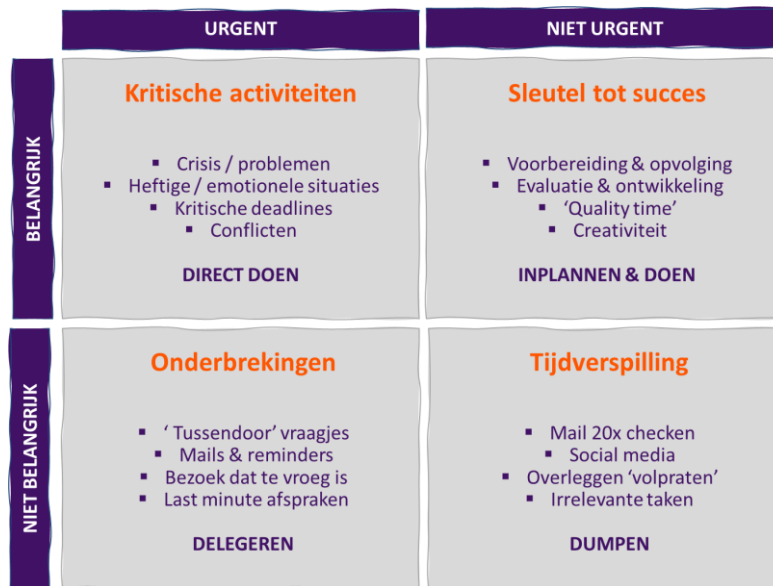 URGENT
NIET URGENT
BELANGRIJK
Kritische activiteiten
▪ Crisis / problemen
▪ Heftige / emotionele situaties
▪ Kritische deadlines
▪ Conflicten
DIRECT DOEN
Sleutel tot succes
▪ Voorbereiding & opvolging
▪ Evaluatie & ontwikkeling
▪ ‘Quality time’
▪ Creativiteit
INPLANNEN & DOEN
NIET BELANGRIJK
Onderbrekingen
▪ ‘ Tussendoor’ vraagjes
▪ Mails & reminders
▪ Bezoek dat te vroeg is
▪ Last minute afspraken
DELEGEREN
Tijdverspilling
▪ Mail 20x checken
▪ Social media
▪ Overleggen ‘volpraten’
▪ Irrelevante taken
DUMPEN